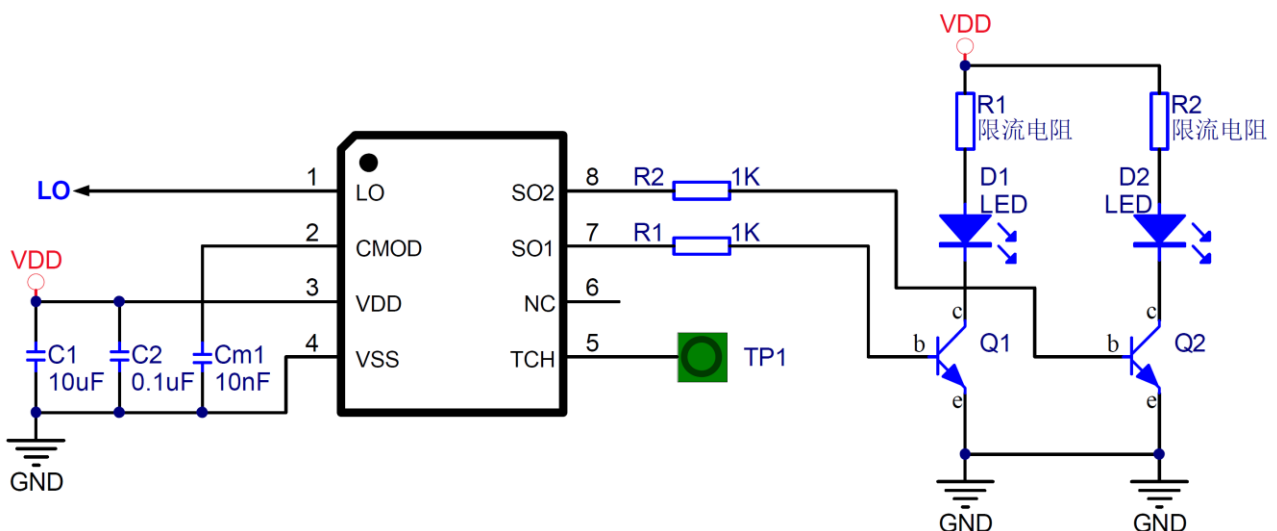 VDD
R1
限流电阻
R2
限流电阻
D1
LED
D2
LED
LO
1
LO
SO2
8
R2
1K
2
CMOD
SO1
7
R1
1K
VDD
3
VDD
NC
6
4
VSS
TCH
5
TP1
C1
10uF
C2
0.1uF
Cm1
10nF
c
b
Q1
e
c
b
Q2
e
GND
GND
GND